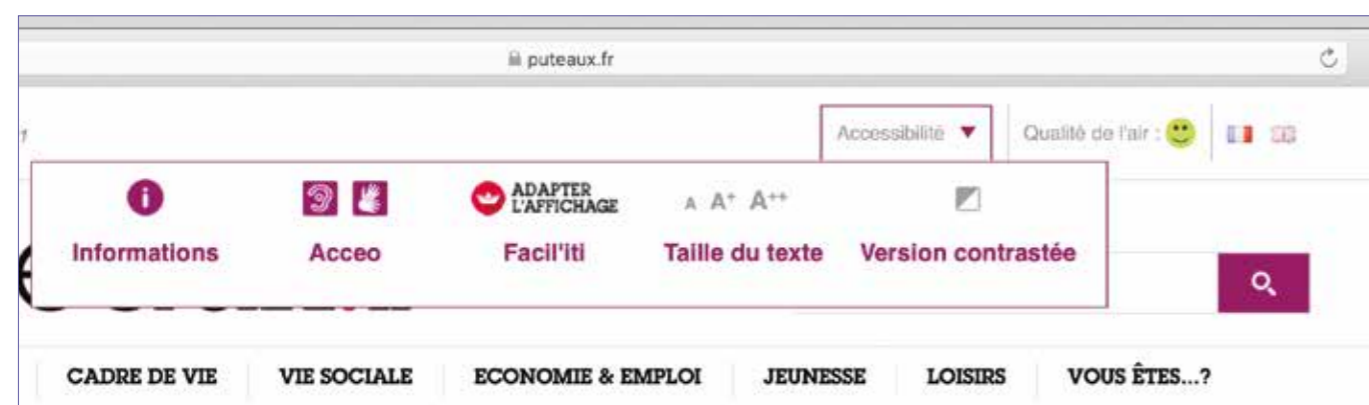 puteaux.fr
Accessibilité
Qualité de l'air :
ADAPTER
L'AFFICHAGE
A A+ A++
Informations Acceo Facil'iti Taille du texte Version contrastée
CADRE DE VIE VIE SOCIALE ECONOMIE & EMPLOI JEUNESSE LOISIRS VOUS ÊTES...?